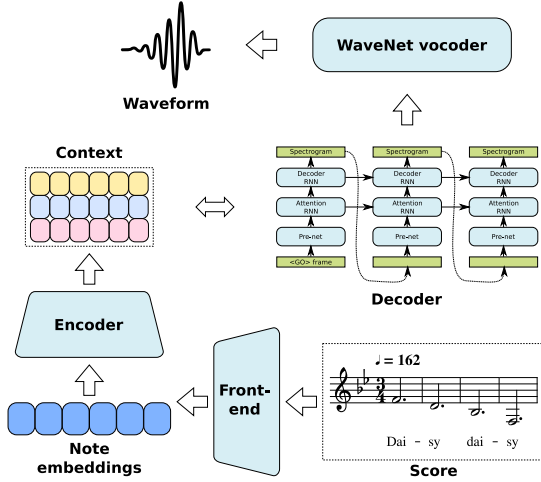 WaveNet vocoder
Waveform
Context
Spectrogram Spectrogram Spectrogram
Decoder RNN Decoder RNN Decoder RNN
Attention RNN Attention RNN Attention RNN
Pre-net Pre-net Pre-net
<GO> frame
Decoder
Encoder
Front-
end
♩ = 162
3
4
Dai - sy dai - sy
Note
embeddings
Score